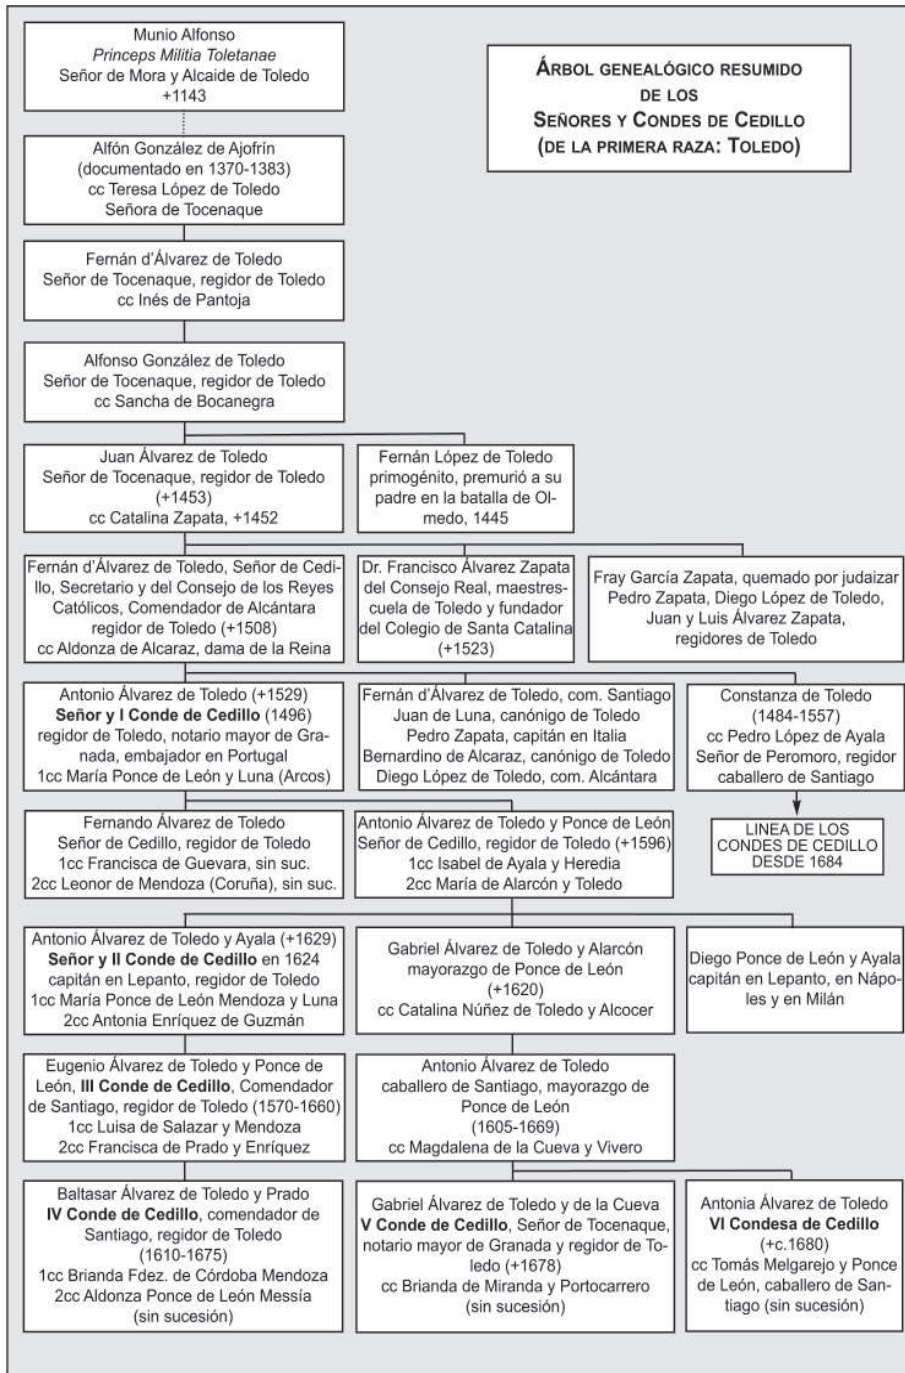 Munio Alfonso
Princeps Militia Toletanae
Señor de Mora y Alcaide de Toledo
+1143
ÁRBOL GENEALÓGICO RESUMIDO
DE LOS
SEÑORES Y CONDES DE CEDILLO
(DE LA PRIMERA RAZA: TOLEDO)
Alfón González de Ajofrín
(documentado en 1370-1383)
cc Teresa López de Toledo
Señora de Tocenaque
Fernán d'Álvarez de Toledo
Señor de Tocenaque, regidor de Toledo
cc Inés de Pantoja
Alfonso González de Toledo
Señor de Tocenaque, regidor de Toledo
cc Sancha de Bocanegra
Juan Álvarez de Toledo
Señor de Tocenaque, regidor de Toledo
(+1453)
cc Catalina Zapata, +1452
Fernán López de Toledo
primogénito, premurió a su
padre en la batalla de Ol-
medo, 1445
Fernán d'Álvarez de Toledo, Señor de Cedi-
llo, Secretario y del Consejo de los Reyes
Católicos, Comendador de Alcántara
regidor de Toledo (+1508)
cc Aldonza de Alcaraz, dama de la Reina
Dr. Francisco Álvarez Zapata
del Consejo Real, maestres-
cuela de Toledo y fundador
del Colegio de Santa Catalina
(+1523)
Fray García Zapata, quemado por judaizar
Pedro Zapata, Diego López de Toledo,
Juan y Luis Álvarez Zapata,
regidores de Toledo
Antonio Álvarez de Toledo (+1529)
Señor y I Conde de Cedillo (1496)
regidor de Toledo, notario mayor de Gra-
nada, embajador en Portugal
1cc María Ponce de León y Luna (Arcos)
Fernán d'Álvarez de Toledo, com. Santiago
Juan de Luna, canónigo de Toledo
Pedro Zapata, capitán en Italia
Bernardino de Alcaraz, canónigo de Toledo
Diego López de Toledo, com. Alcántara
Constanza de Toledo
(1484-1557)
cc Pedro López de Ayala
Señor de Peromoro, regidor
caballero de Santiago
Fernando Álvarez de Toledo
Señor de Cedillo, regidor de Toledo
1cc Francisca de Guevara, sin suc.
2cc Leonor de Mendoza (Coruña), sin suc.
Antonio Álvarez de Toledo y Ponce de León
Señor de Cedillo, regidor de Toledo (+1596)
1cc Isabel de Ayala y Heredia
2cc María de Alarcón y Toledo
LINEA DE LOS
CONDES DE CEDILLO
DESDE 1684
Antonio Álvarez de Toledo y Ayala (+1629)
Señor y II Conde de Cedillo en 1624
capitán en Lepanto, regidor de Toledo
1cc María Ponce de León Mendoza y Luna
2cc Antonia Enríquez de Guzmán
Gabriel Álvarez de Toledo y Alarcón
mayorazgo de Ponce de León
(+1620)
cc Catalina Núñez de Toledo y Alcocer
Diego Ponce de León y Ayala
capitán en Lepanto, en Nápo-
les y en Milán
Eugenio Álvarez de Toledo y Ponce de
León, III Conde de Cedillo, Comendador
de Santiago, regidor de Toledo (1570-1660)
1cc Luisa de Salazar y Mendoza
2cc Francisca de Prado y Enríquez
Antonio Álvarez de Toledo
caballero de Santiago, mayorazgo de
Ponce de León
(1605-1669)
cc Magdalena de la Cueva y Vivero
Baltasar Álvarez de Toledo y Prado
IV Conde de Cedillo, comendador de
Santiago, regidor de Toledo
(1610-1675)
1cc Brianda Fdez. de Córdoba Mendoza
2cc Aldonza Ponce de León Messía
(sin sucesión)
Gabriel Álvarez de Toledo y de la Cueva
V Conde de Cedillo, Señor de Tocenaque,
notario mayor de Granada y regidor de To-
ledo (+1678)
cc Brianda de Miranda y Portocarrero
(sin sucesión)
Antonia Álvarez de Toledo
VI Condesa de Cedillo
(+c.1680)
cc Tomás Melgarejo y Ponce
de León, caballero de San-
tiago (sin sucesión)